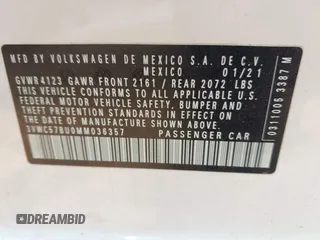 MFD BY VOLKSWAGEN DE MEXICO S.A. DE C.V.
MEXICO 01/21
GVWR 4123 GAWR FRONT 2161 / REAR 2072 LBS
THIS VEHICLE CONFORMS TO ALL APPLICABLE
FEDERAL MOTOR VEHICLE SAFETY, BUMPER AND
THEFT PREVENTION STANDARDS IN EFFECT ON
THE DATE OF MANUFACTURE SHOWN ABOVE
3VWC57BU0MM036357 PASSENGER CAR
0311005 3387 M
DREAMBID